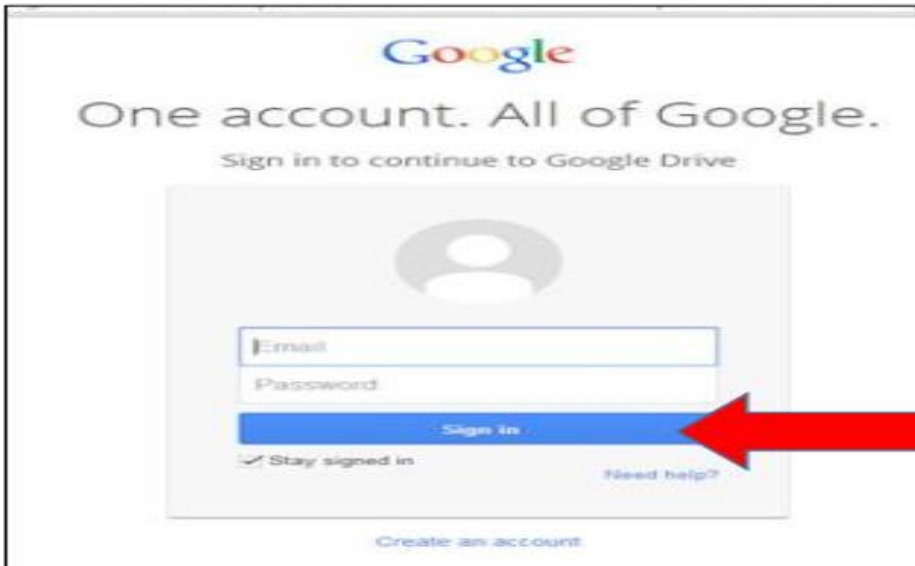 Google
One account. All of Google.
Sign in to continue to Google Drive
Email
Password
Sign in
Stay signed in
Need help?
Create an account